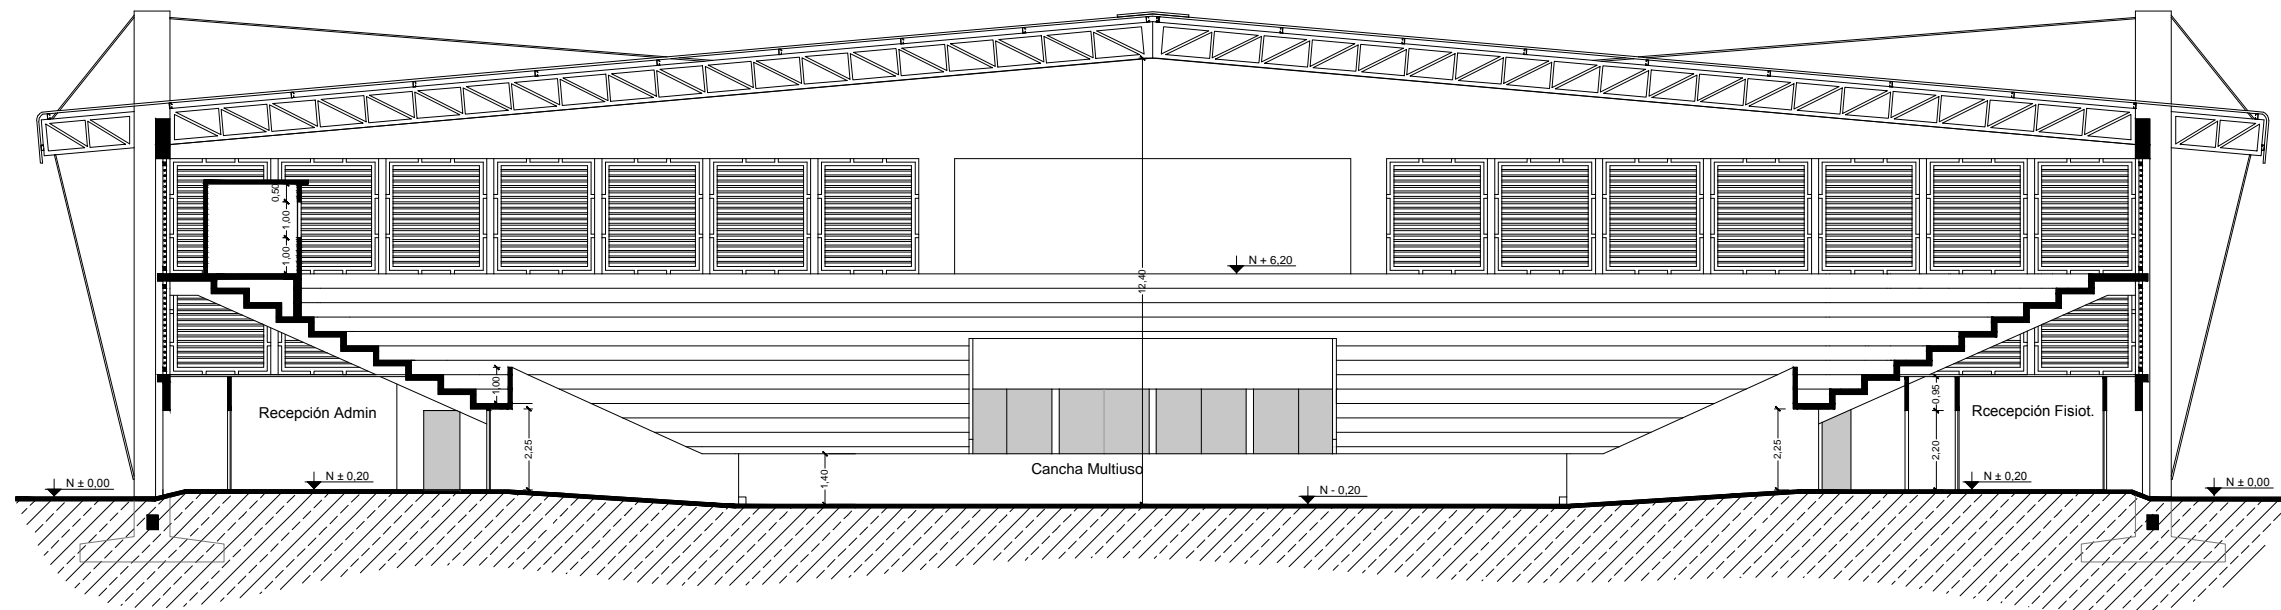 0,50
1,00
1,00
N + 6,20
12,40
1,00
0,95
Recepción Admin
Rcecepción Fisiot.
2,25
2,25
2,20
Cancha Multiuso
1,40
N ± 0,00
N ± 0,20
N - 0,20
N ± 0,20
N ± 0,00